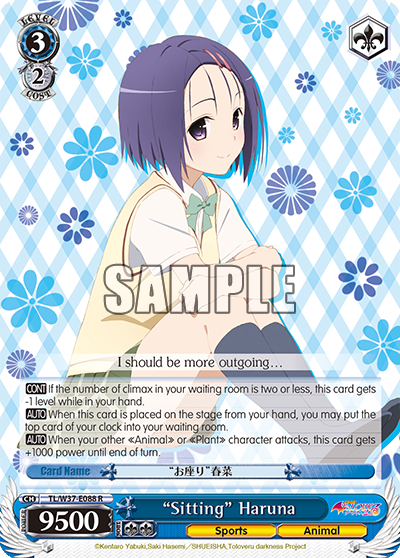 LEVEL
3
2
COST
SAMPLE
I should be more outgoing…
CONT If the number of climax in your waiting room is two or less, this card gets
-1 level while in your hand.
AUTO When this card is placed on the stage from your hand, you may put the
top card of your clock into your waiting room.
AUTO When your other «Animal» or «Plant» character attacks, this card gets
+1000 power until end of turn.
Card Name
“お座り”春菜
CH TL/W37-E088 R
POWER 9500 SOUL
“Sitting” Haruna
Sports Animal
©Kentaro Yabuki,Saki Hasemi／SHUEISHA,Toloveru darkness Project